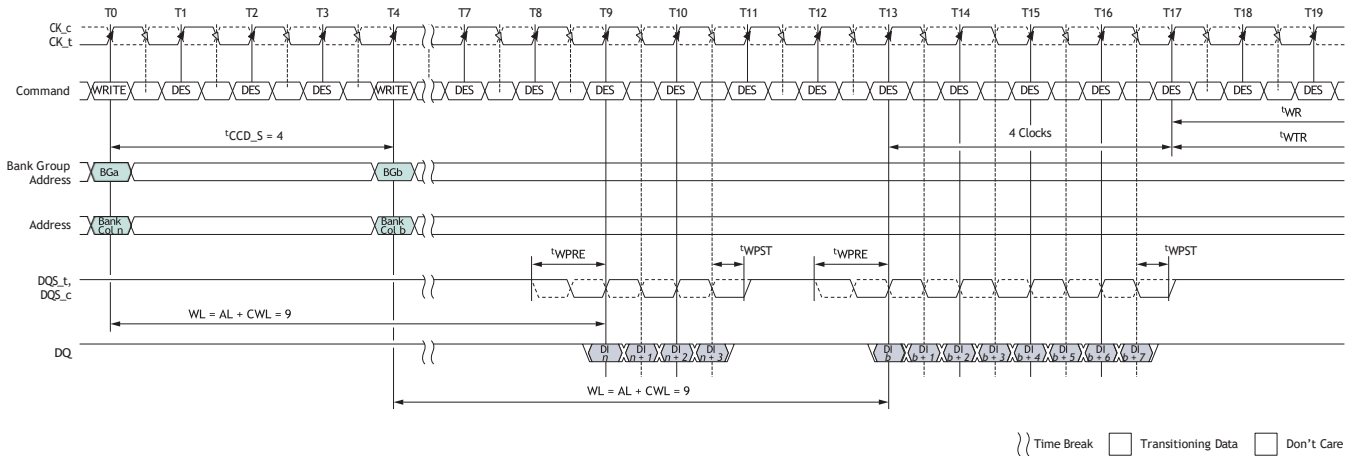 T0 T1 T2 T3 T4 T7 T8 T9 T10 T11 T12 T13 T14 T15 T16 T17 T18 T19
CK_c
CK_t
Command WRITE DES DES DES WRITE DES DES DES DES DES DES DES DES DES DES DES DES DES
tWR
tCCD_S = 4 4 Clocks tWTR
Bank Group
Address BGa BGb
Address Bank
Col n Bank
Col b
tWPRE tWPST tWPRE tWPST
DQS_t,
DQS_c
WL = AL + CWL = 9
DQ DI
n DI
n + 1 DI
n + 2 DI
n + 3 DI
b DI
b + 1 DI
b + 2 DI
b + 3 DI
b + 4 DI
b + 5 DI
b + 6 DI
b + 7
WL = AL + CWL = 9
Time Break Transitioning Data Don't Care